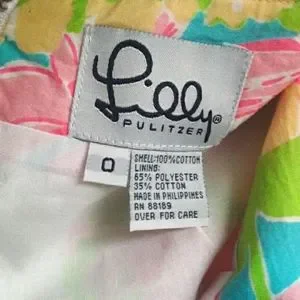 Lilly®
PULITZER
0
SHELL:100%COTTON
LINING:
65% POLYESTER
35% COTTON
MADE IN PHILIPPINES
RN 88189
OVER FOR CARE